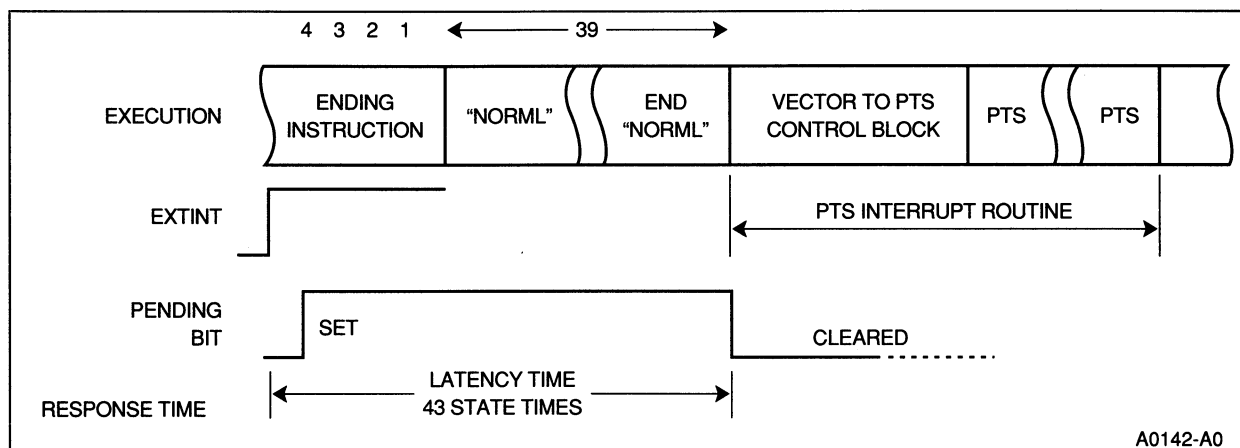 4 3 2 1 39
EXECUTION
ENDING
INSTRUCTION
“NORML”
END
“NORML”
VECTOR TO PTS
CONTROL BLOCK
PTS
PTS
EXTINT
PTS INTERRUPT ROUTINE
PENDING
BIT
SET
CLEARED
RESPONSE TIME
LATENCY TIME
43 STATE TIMES
A0142-A0